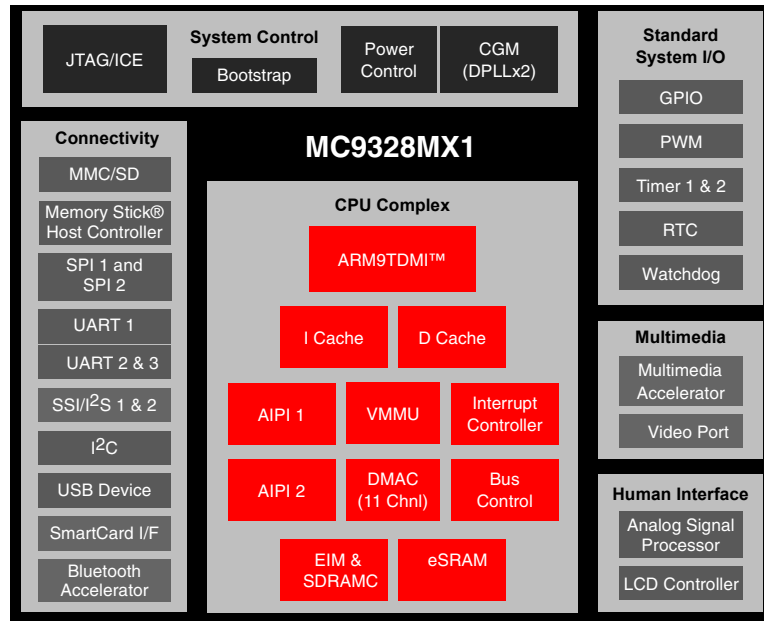 System Control
JTAG/ICE
Bootstrap
Power
Control
CGM
(DPLLx2)
Standard
System I/O
GPIO
PWM
Timer 1 & 2
RTC
Watchdog
Connectivity
MMC/SD
Memory Stick®
Host Controller
SPI 1 and
SPI 2
UART 1
UART 2 & 3
SSI/I2S 1 & 2
I2C
USB Device
SmartCard I/F
Bluetooth
Accelerator
MC9328MX1
CPU Complex
ARM9TDMI™
I Cache
D Cache
AIPI 1
VMMU
Interrupt
Controller
AIPI 2
DMAC
(11 Chnl)
Bus
Control
EIM &
SDRAMC
eSRAM
Multimedia
Multimedia
Accelerator
Video Port
Human Interface
Analog Signal
Processor
LCD Controller